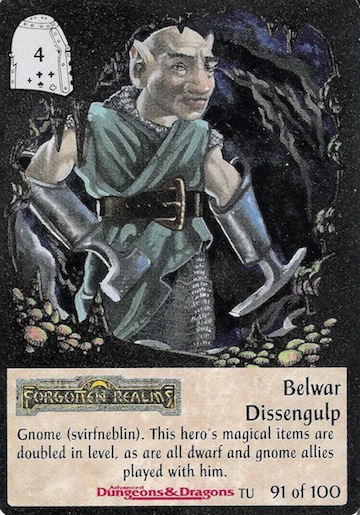 4
Belwar
Dissengulp
FORGOTTEN REALMS
Gnome (svirfneblin). This hero's magical items are
doubled in level, as are all dwarf and gnome allies
played with him.
Advanced
Dungeons&Dragons TU 91 of 100